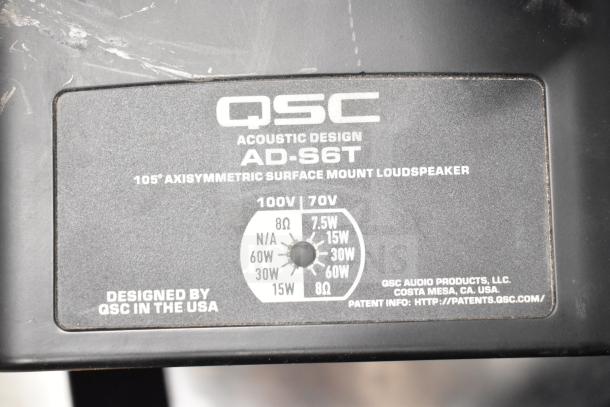 QSC
ACOUSTIC DESIGN
AD-S6T
105° AXISYMMETRIC SURFACE MOUNT LOUDSPEAKER
100V | 70V
8Ω 7.5W
N/A 15W
60W 30W
30W 60W
15W 8Ω
DESIGNED BY
QSC IN THE USA
QSC AUDIO PRODUCTS, LLC.
COSTA MESA, CA. USA.
PATENT INFO: HTTP://PATENTS.QSC.COM/